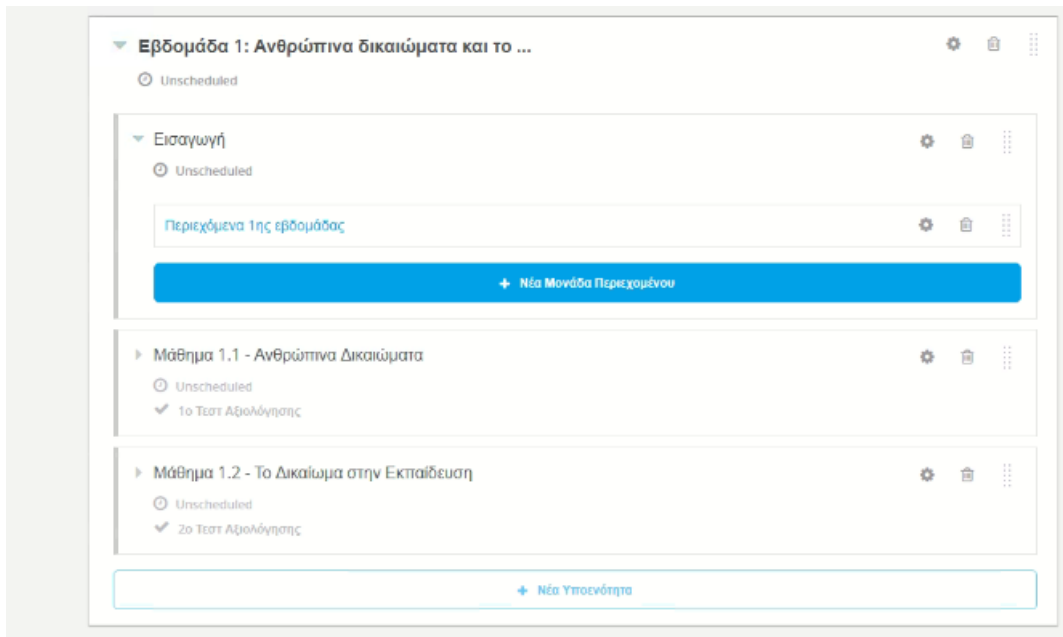 Εβδομάδα 1: Ανθρώπινα δικαιώματα και το ...
Unscheduled
Εισαγωγή
Unscheduled
Περιεχόμενα 1ης εβδομάδας
+ Νέα Μονάδα Περιεχομένου
Μάθημα 1.1 - Ανθρώπινα Δικαιώματα
Unscheduled
1ο Τεστ Αξιολόγησης
Μάθημα 1.2 - Το Δικαίωμα στην Εκπαίδευση
Unscheduled
2ο Τεστ Αξιολόγησης
+ Νέα Υποενότητα